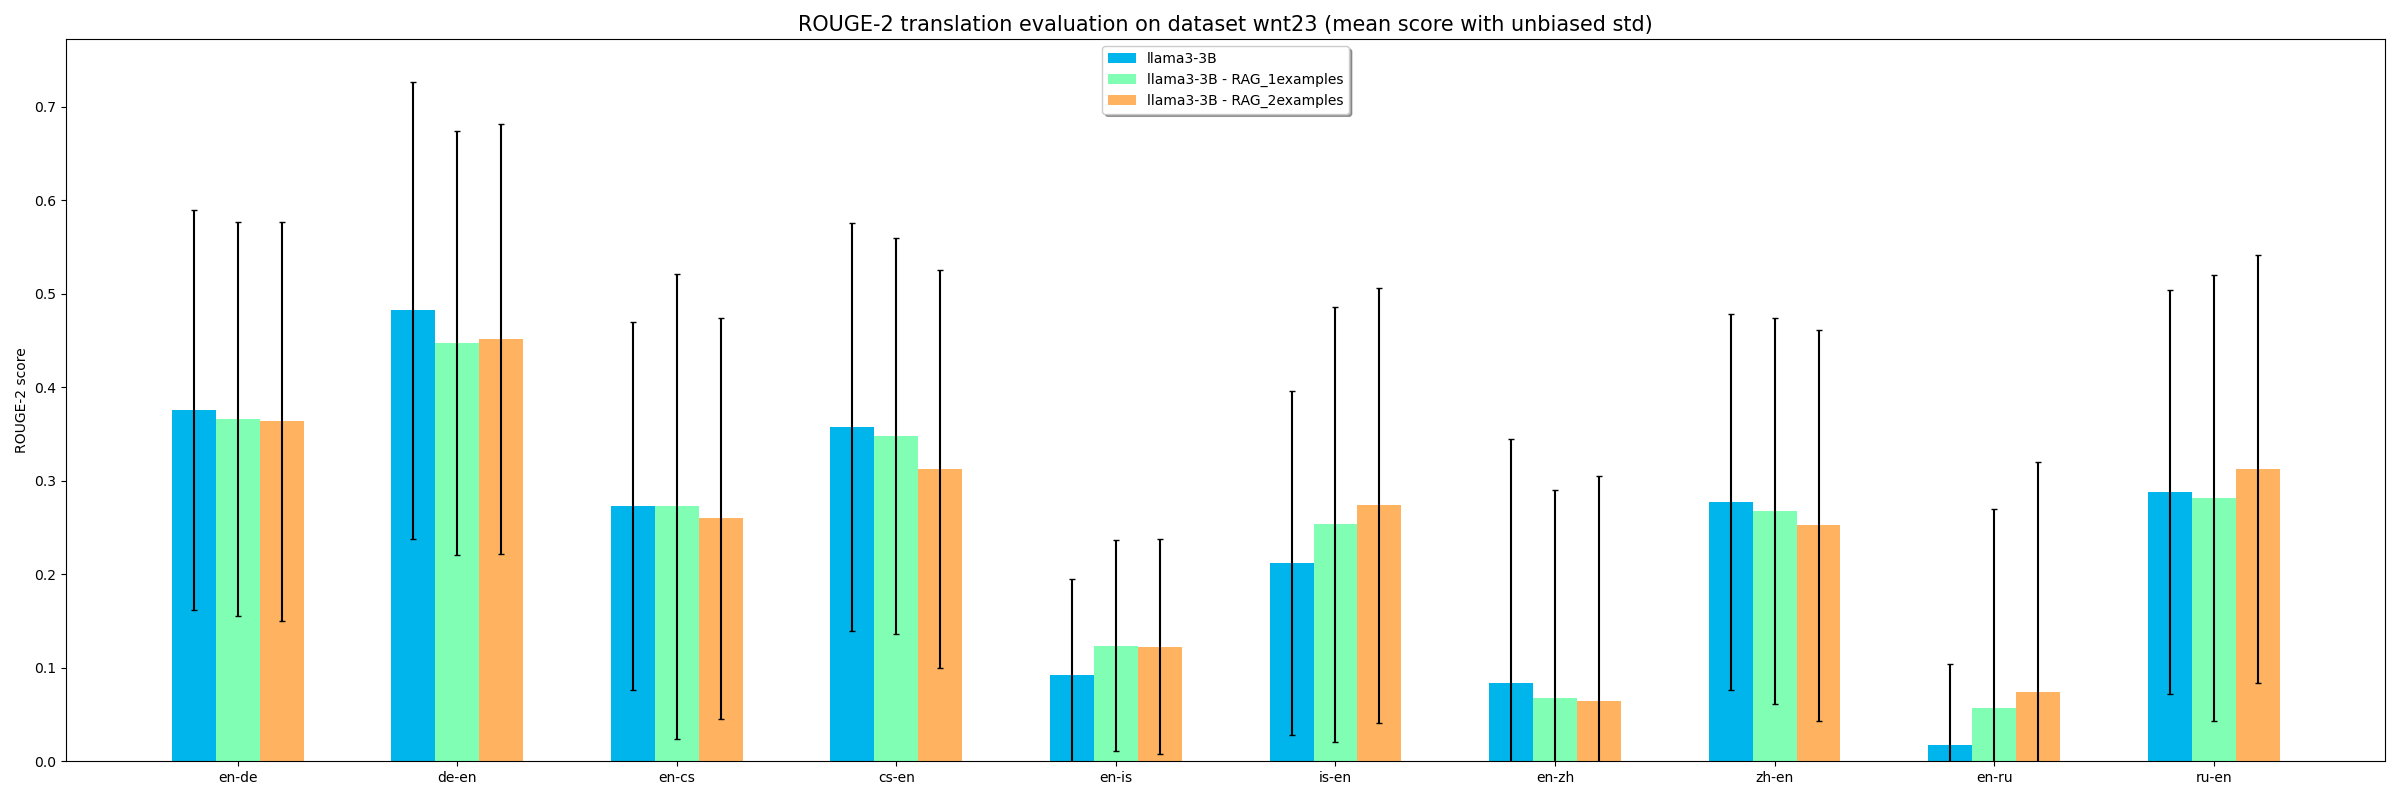 ROUGE-2 translation evaluation on dataset wnt23 (mean score with unbiased std)
llama3-3B
llama3-3B - RAG_1examples
llama3-3B - RAG_2examples
ROUGE-2 score
0.7
0.6
0.5
0.4
0.3
0.2
0.1
0.0
en-de de-en en-cs cs-en en-is is-en en-zh zh-en en-ru ru-en